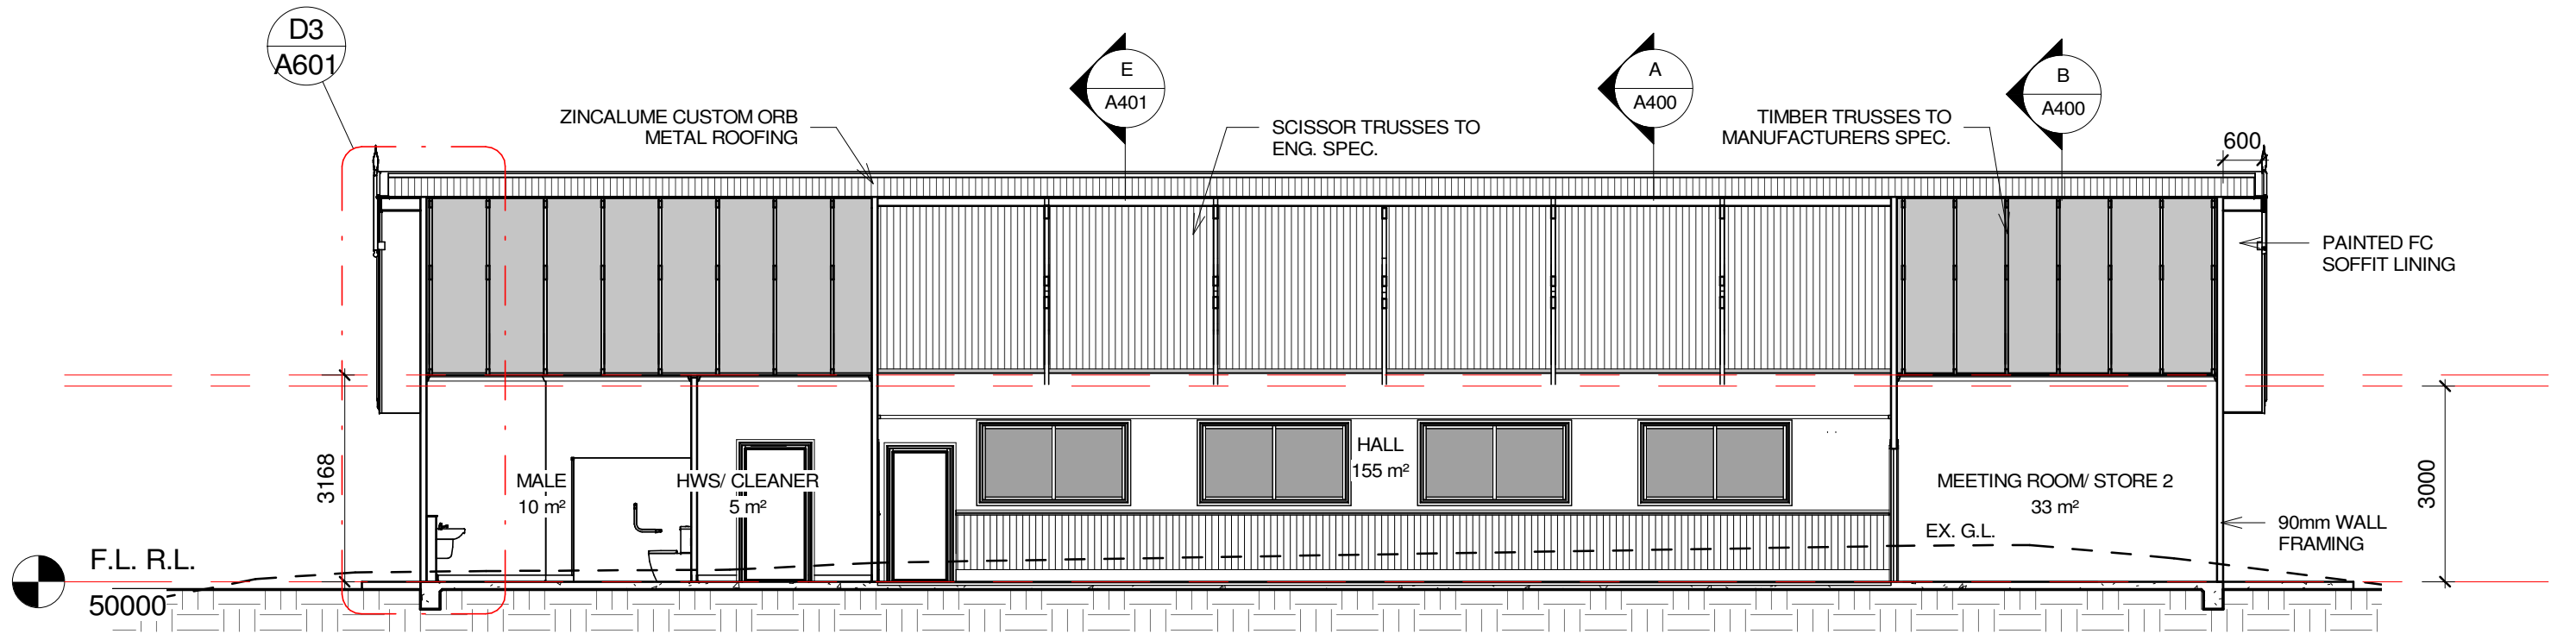 D3
A601
ZINCALUME CUSTOM ORB
METAL ROOFING
E
A401
SCISSOR TRUSSES TO
ENG. SPEC.
A
A400
TIMBER TRUSSES TO
MANUFACTURERS SPEC.
B
A400
600
PAINTED FC
SOFFIT LINING
3168
MALE
10 m²
HWS/ CLEANER
5 m²
HALL
155 m²
MEETING ROOM/ STORE 2
33 m²
EX. G.L.
3000
90mm WALL
FRAMING
F.L. R.L.
50000